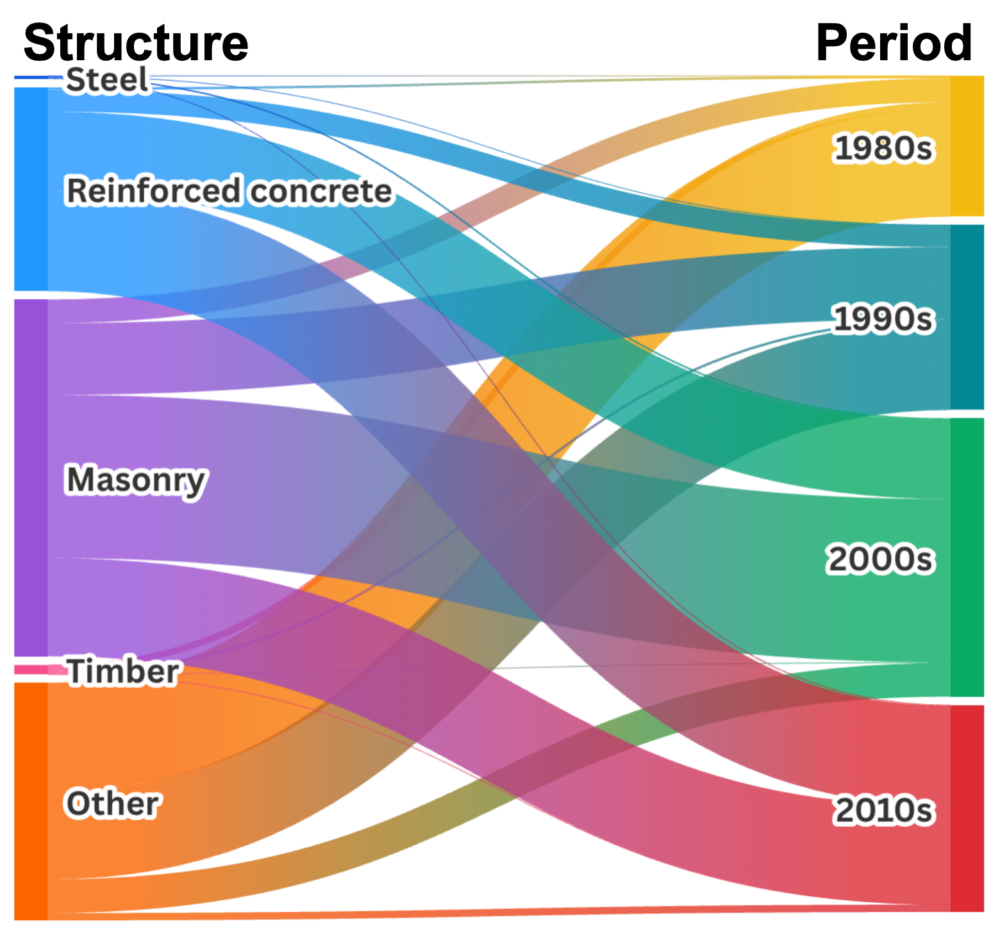 Structure
Period
Steel
Reinforced concrete
Masonry
Timber
Other
1980s
1990s
2000s
2010s